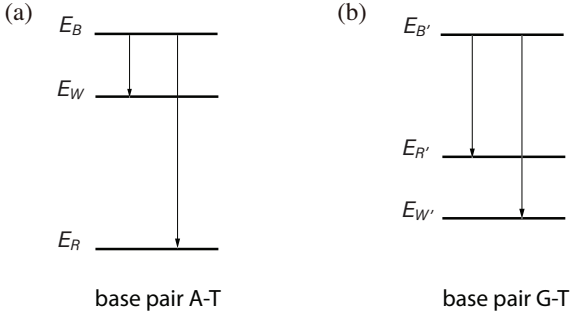 (a)
E_B
E_W
E_R
base pair A-T
(b)
E_B'
E_R'
E_W'
base pair G-T